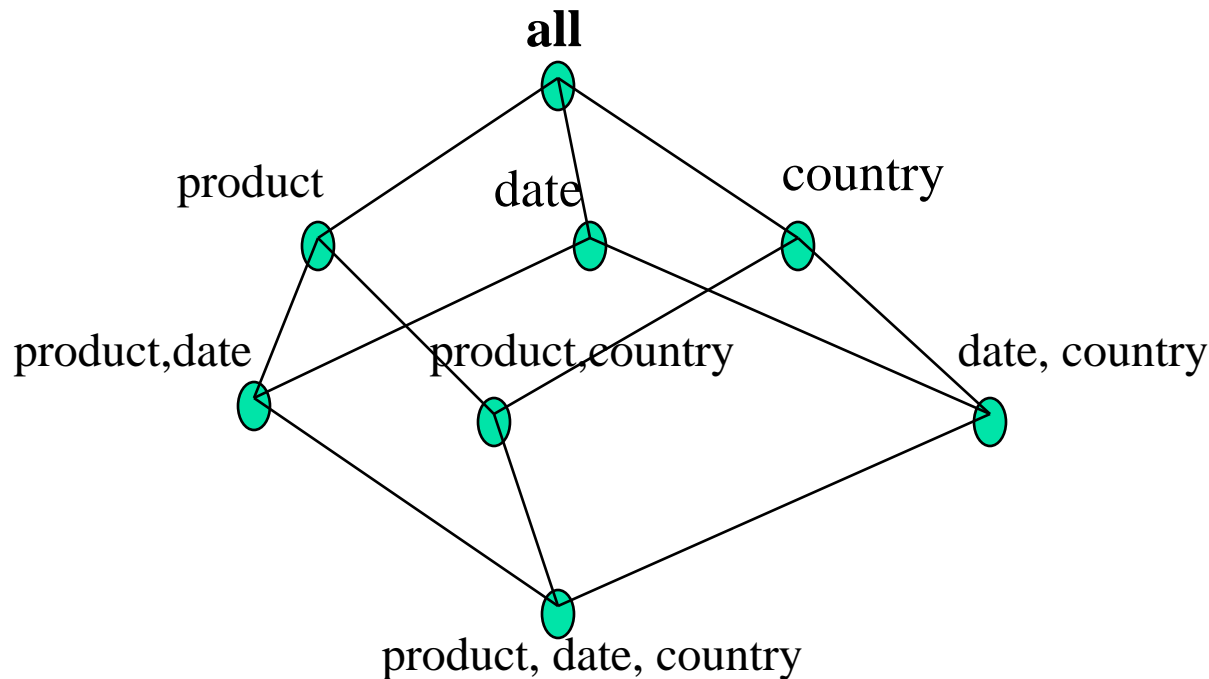 all
product
date
country
product,date
product,country
date, country
product, date, country